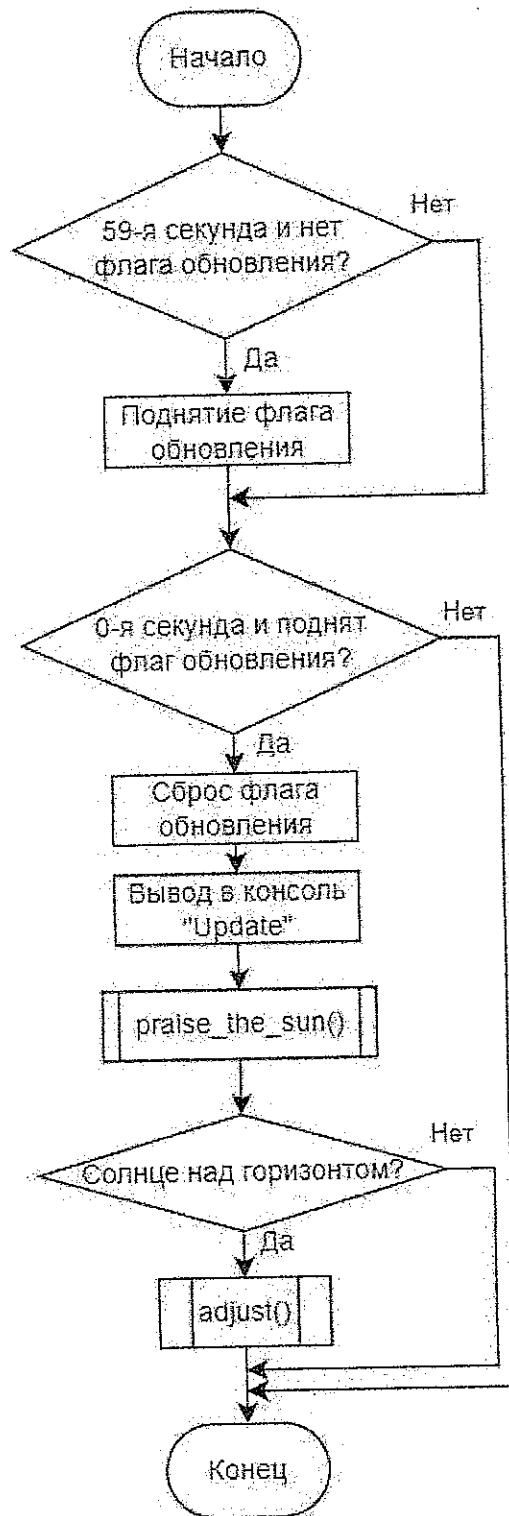 Начало
Нет
59-я секунда и нет
флага обновления?
Да
Поднятие флага
обновления
Нет
0-я секунда и поднят
флаг обновления?
Да
Сброс флага
обновления
Вывод в консоль
"Update"
praise_the_sun()
Нет
Солнце над горизонтом?
Да
adjust()
Конец